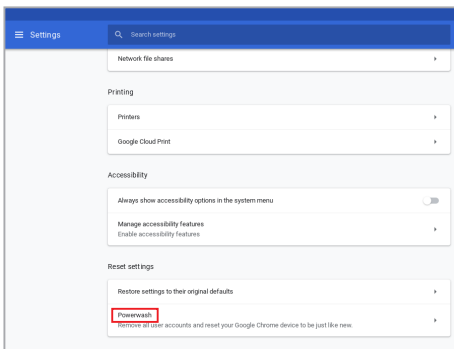 Settings
Search settings
Network file shares
Printing
Printers
Google Cloud Print
Accessibility
Always show accessibility options in the system menu
Manage accessibility features
Enable accessibility features
Reset settings
Restore settings to their original defaults
Powerwash
Remove all user accounts and reset your Google Chrome device to be just like new.